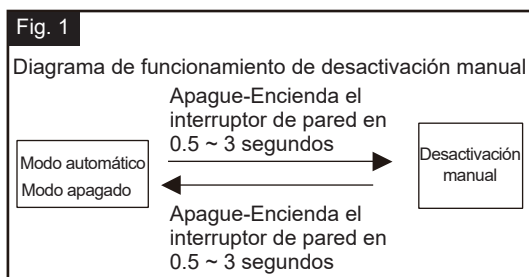 Fig. 1
Diagrama de funcionamiento de desactivación manual
Apague-Encienda el
interruptor de pared en
0.5 ~ 3 segundos
Modo automático
Modo apagado
Desactivación
manual
Apague-Encienda el
interruptor de pared en
0.5 ~ 3 segundos